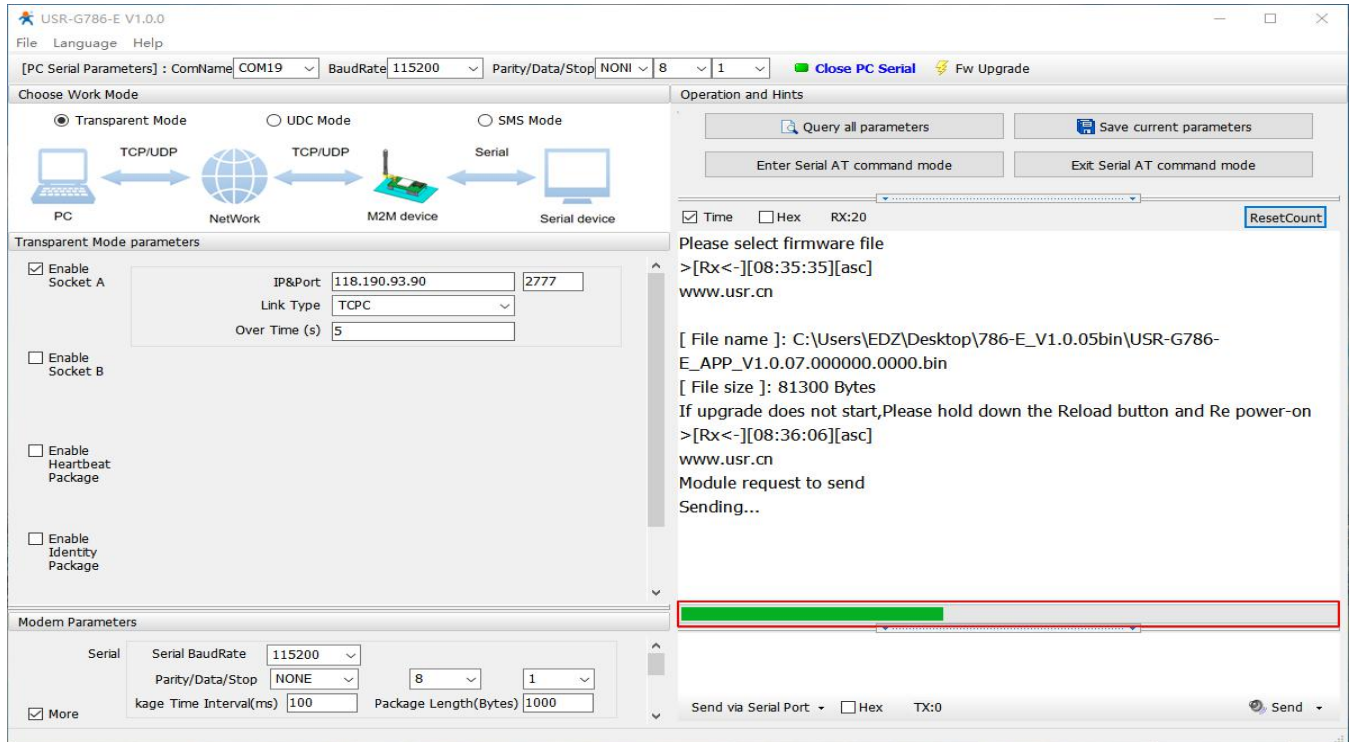 USR-G786-E V1.0.0
File Language Help
[PC Serial Parameters] : ComName COM19 BaudRate 115200 Parity/Data/Stop NONI 8 1 Close PC Serial Fw Upgrade
Choose Work Mode
Transparent Mode UDC Mode SMS Mode
TCP/UDP TCP/UDP Serial
PC NetWork M2M device Serial device
Transparent Mode parameters
Enable
Socket A
IP&Port 118.190.93.90 2777
Link Type TCPC
Over Time (s) 5
Enable
Socket B
Enable
Heartbeat
Package
Enable
Identity
Package
Modem Parameters
Serial Serial BaudRate 115200
Parity/Data/Stop NONE 8 1
kage Time Interval(ms) 100 Package Length(Bytes) 1000
More
Operation and Hints
Query all parameters Save current parameters
Enter Serial AT command mode Exit Serial AT command mode
Time Hex RX:20 ResetCount
Please select firmware file
>[Rx<-][08:35:35][asc]
www.usr.cn
[ File name ]: C:\Users\EDZ\Desktop\786-E_V1.0.05bin\USR-G786-
E_APP_V1.0.07.000000.0000.bin
[ File size ]: 81300 Bytes
If upgrade does not start,Please hold down the Reload button and Re power-on
>[Rx<-][08:36:06][asc]
www.usr.cn
Module request to send
Sending...
Send via Serial Port Hex TX:0 Send